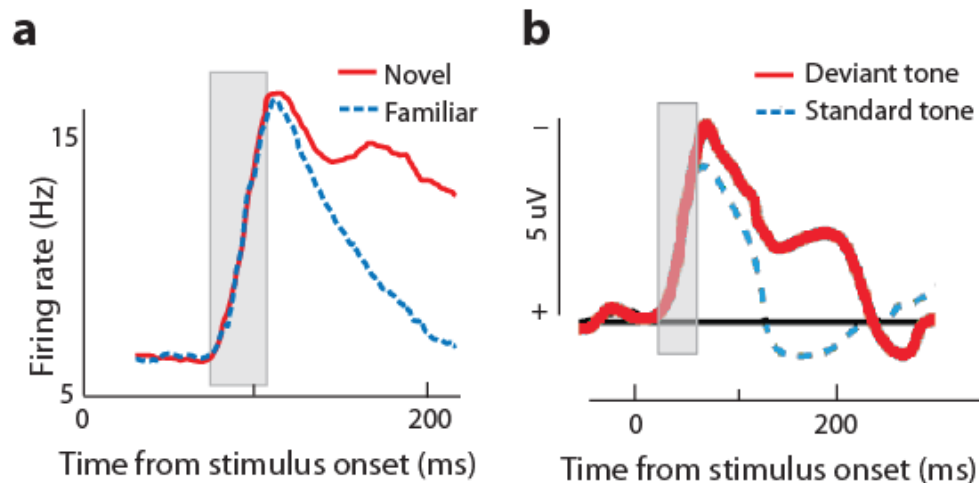 a
Novel
Familiar
15
Firing rate (Hz)
5
0
200
Time from stimulus onset (ms)
b
Deviant tone
Standard tone
−
5 uV
+
0
200
Time from stimulus onset (ms)